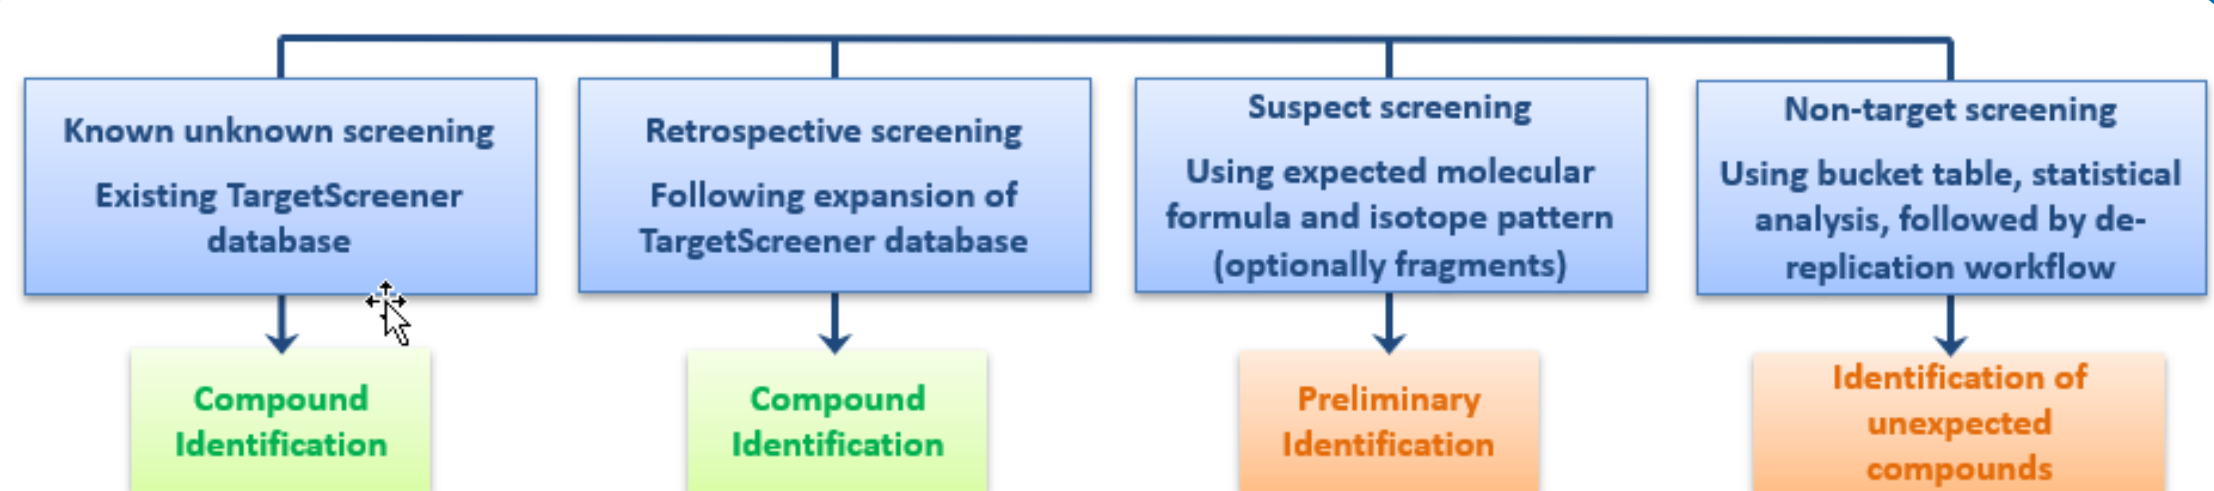 Known unknown screening
Existing TargetScreener
database
Retrospective screening
Following expansion of
TargetScreener database
Suspect screening
Using expected molecular
formula and isotope pattern
(optionally fragments)
Non-target screening
Using bucket table, statistical
analysis, followed by de-
replication workflow
Compound
Identification
Compound
Identification
Preliminary
Identification
Identification of
unexpected
compounds